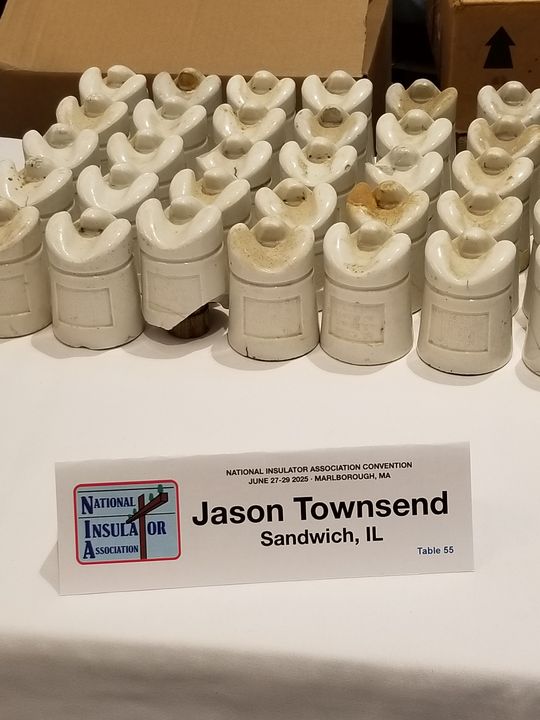 NATIONAL INSULATOR ASSOCIATION CONVENTION
JUNE 27-29 2025 · MARLBOROUGH, MA
NATIONAL
INSULATOR
ASSOCIATION
Jason Townsend
Sandwich, IL
Table 55